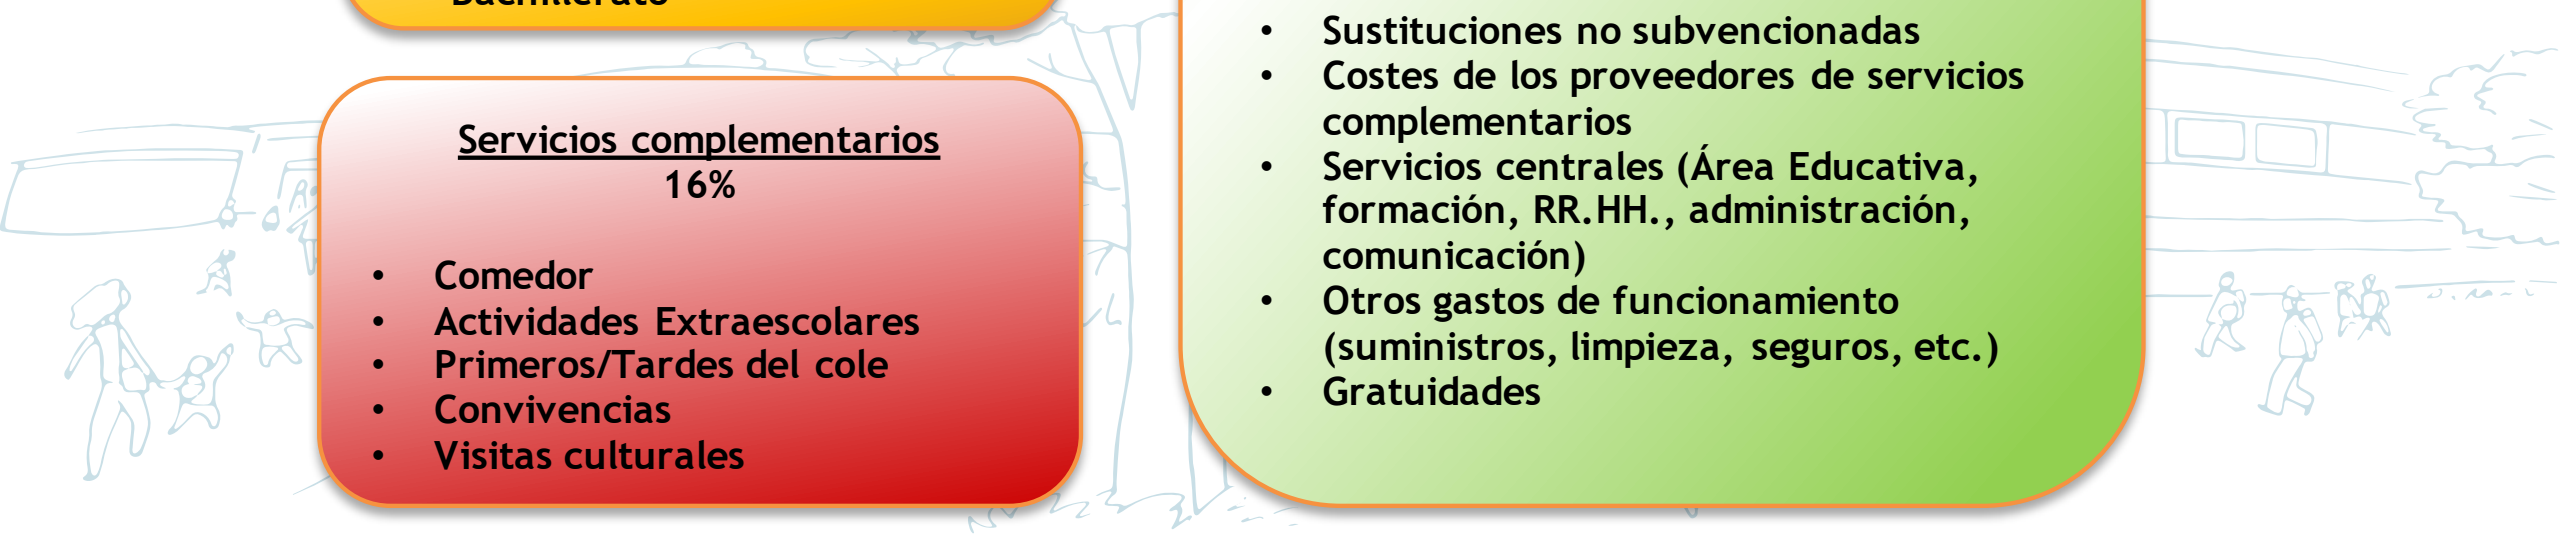 Servicios complementarios
16%
• Comedor
• Actividades Extraescolares
• Primeros/Tardes del cole
• Convivencias
• Visitas culturales
• Sustituciones no subvencionadas
• Costes de los proveedores de servicios
complementarios
• Servicios centrales (Área Educativa,
formación, RR.HH., administración,
comunicación)
• Otros gastos de funcionamiento
(suministros, limpieza, seguros, etc.)
• Gratuidades